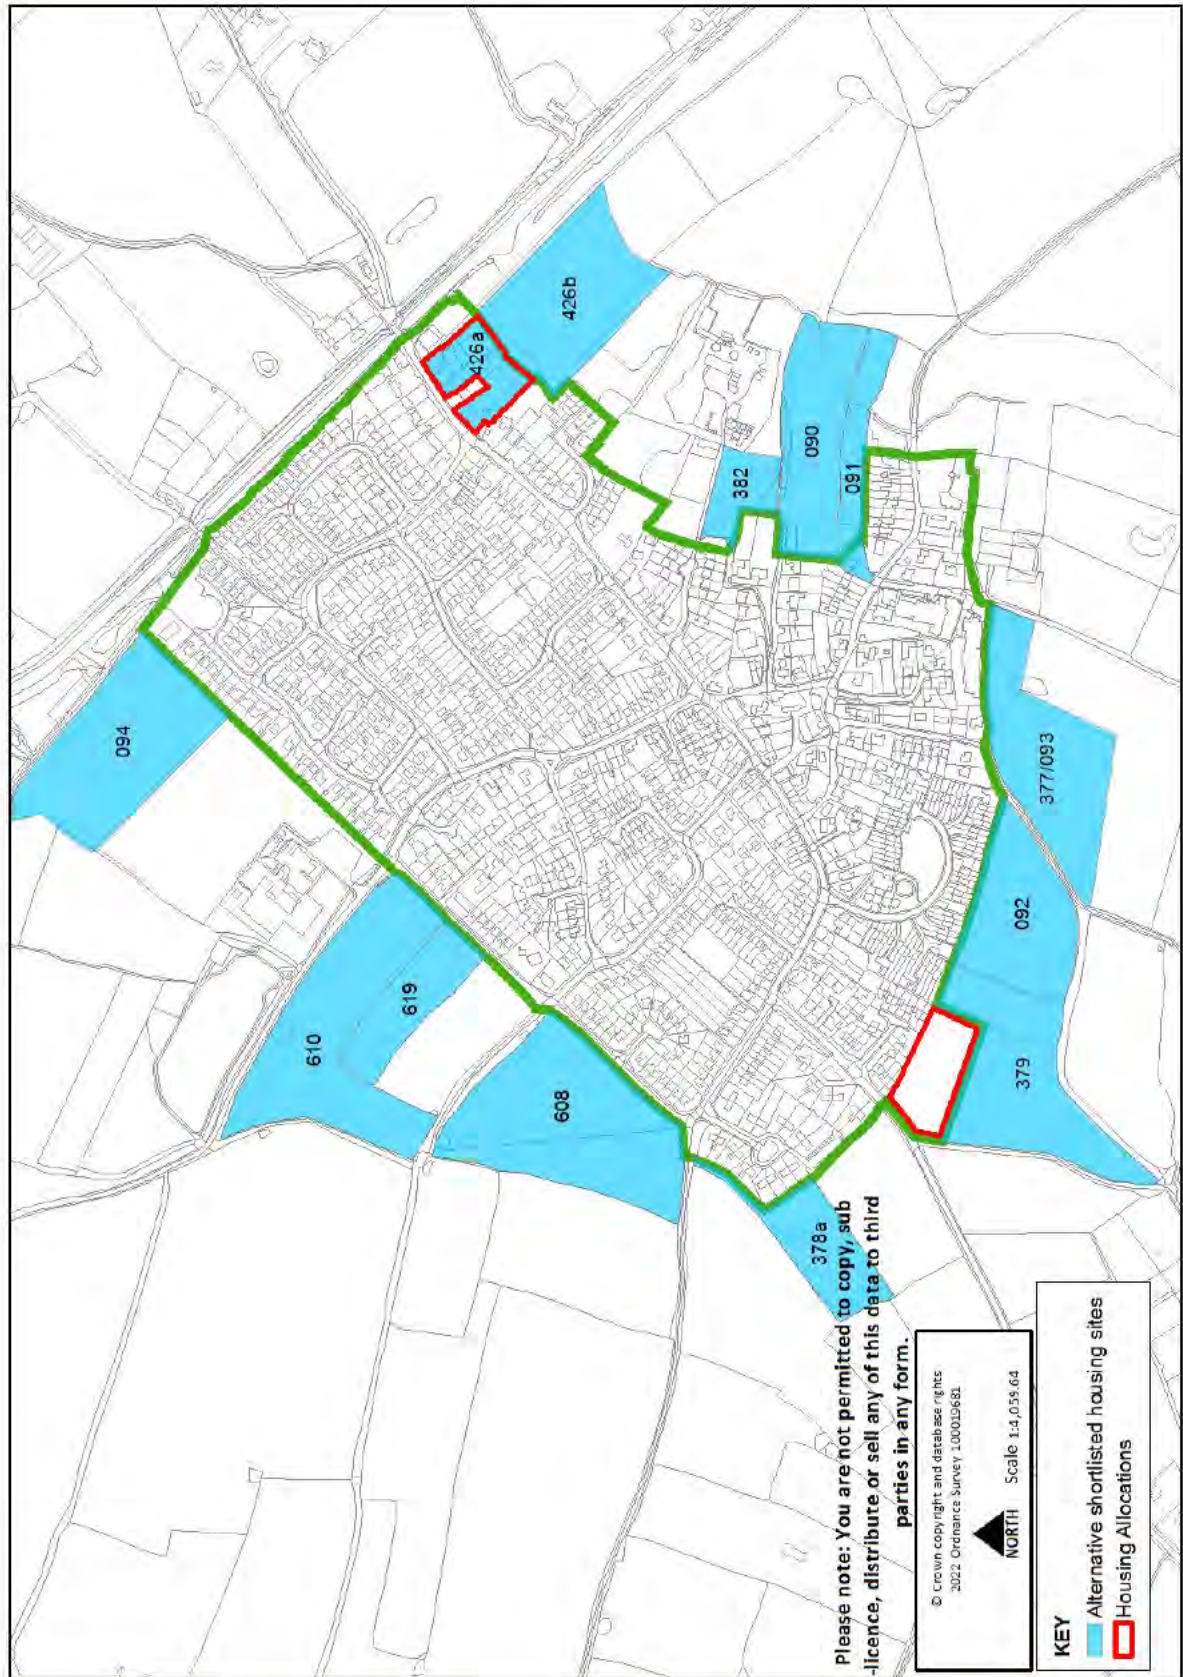 094
610
619
608
378a
426a
426b
382
090
091
377/093
092
379
Please note: You are not permitted to copy, sub
-licence, distribute or sell any of this data to third
parties in any form.
© Crown copyright and database rights
2022 Ordnance Survey 100019681
NORTH Scale 1:4,059.64
KEY
Alternative shortlisted housing sites
Housing Allocations